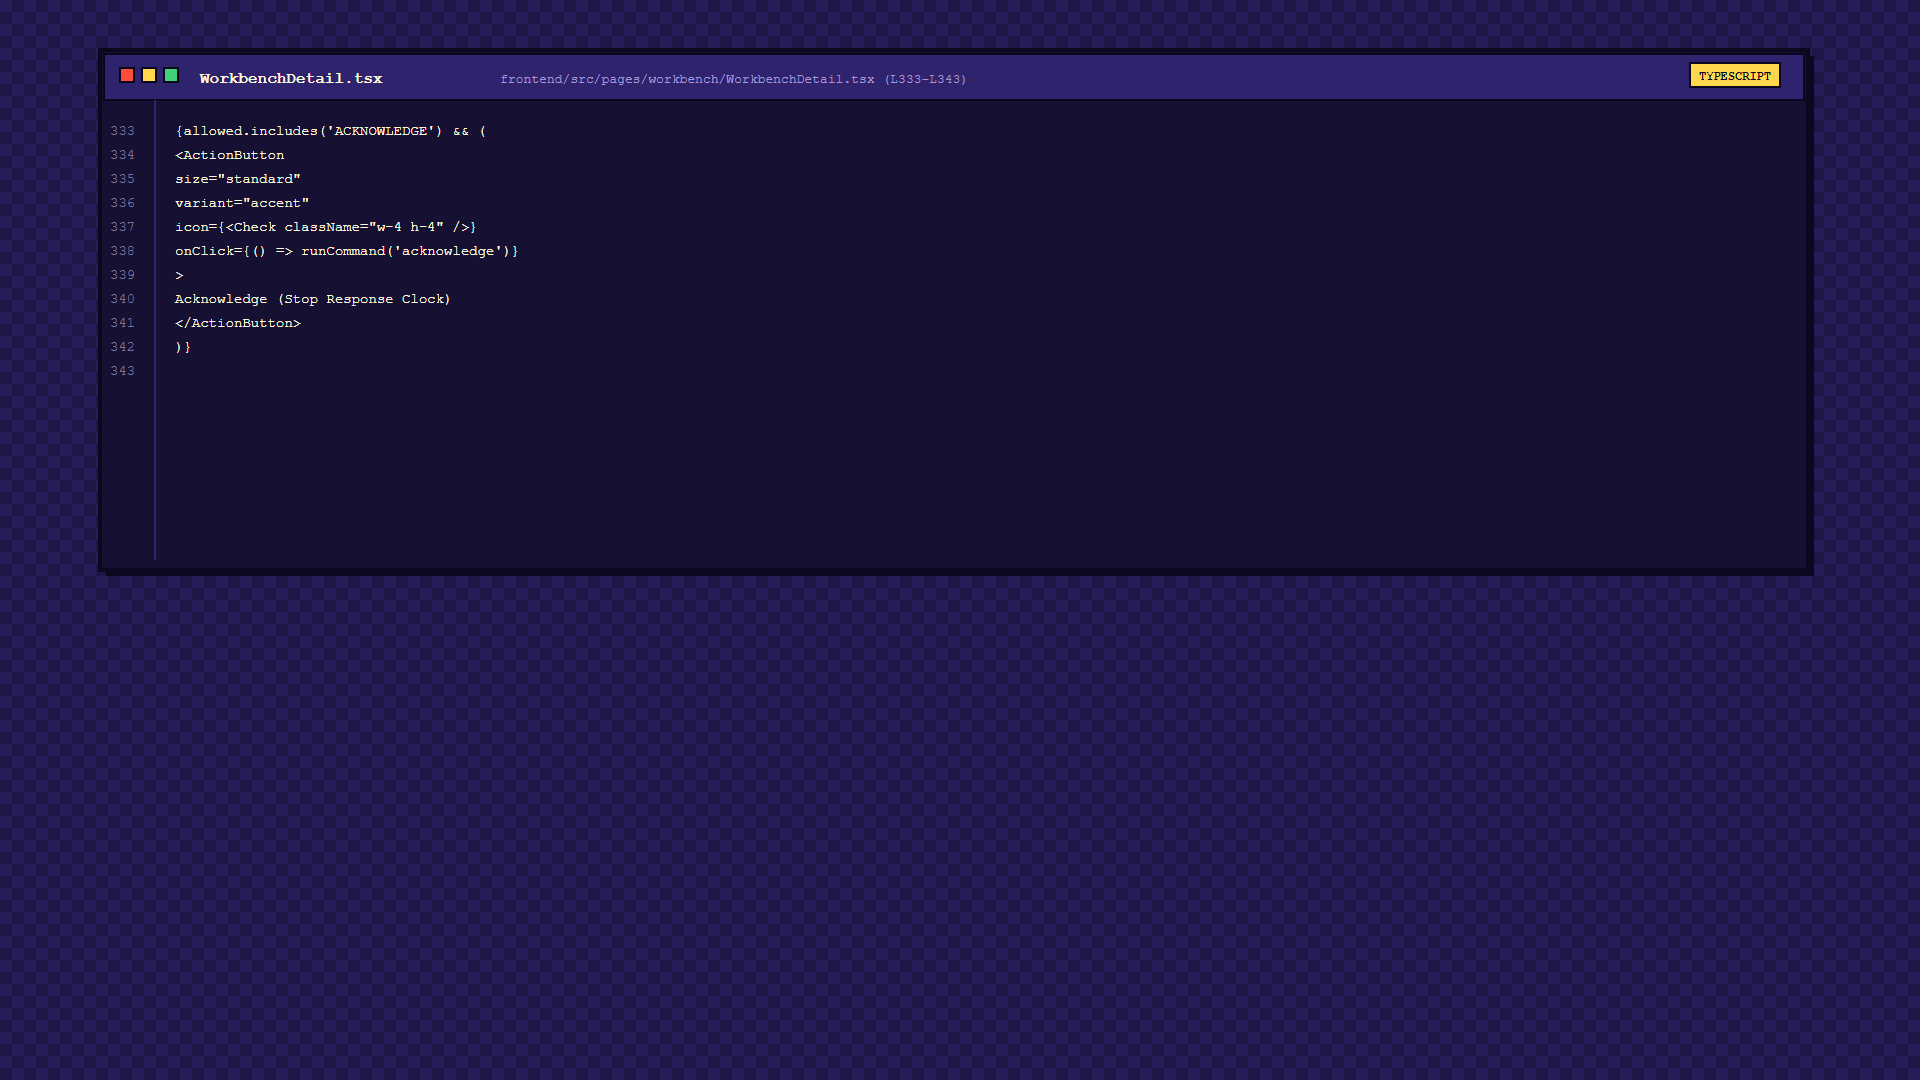 WorkbenchDetail.tsx frontend/src/pages/workbench/WorkbenchDetail.tsx (L333-L343) TYPESCRIPT
333 {allowed.includes('ACKNOWLEDGE') && (
334 <ActionButton
335 size="standard"
336 variant="accent"
337 icon={<Check className="w-4 h-4" />}
338 onClick={() => runCommand('acknowledge')}
339 >
340 Acknowledge (Stop Response Clock)
341 </ActionButton>
342 )}
343